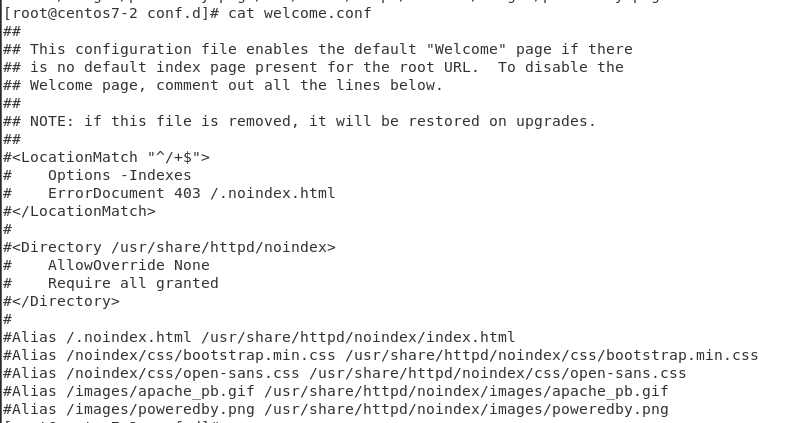 [root@centos7-2 conf.d]# cat welcome.conf
##
## This configuration file enables the default "Welcome" page if there
## is no default index page present for the root URL.  To disable the
## Welcome page, comment out all the lines below.
##
## NOTE: if this file is removed, it will be restored on upgrades.
##
#<LocationMatch "^/+$">
#    Options -Indexes
#    ErrorDocument 403 /.noindex.html
#</LocationMatch>
#
#<Directory /usr/share/httpd/noindex>
#    AllowOverride None
#    Require all granted
#</Directory>
#
#Alias /.noindex.html /usr/share/httpd/noindex/index.html
#Alias /noindex/css/bootstrap.min.css /usr/share/httpd/noindex/css/bootstrap.min.css
#Alias /noindex/css/open-sans.css /usr/share/httpd/noindex/css/open-sans.css
#Alias /images/apache_pb.gif /usr/share/httpd/noindex/images/apache_pb.gif
#Alias /images/poweredby.png /usr/share/httpd/noindex/images/poweredby.png